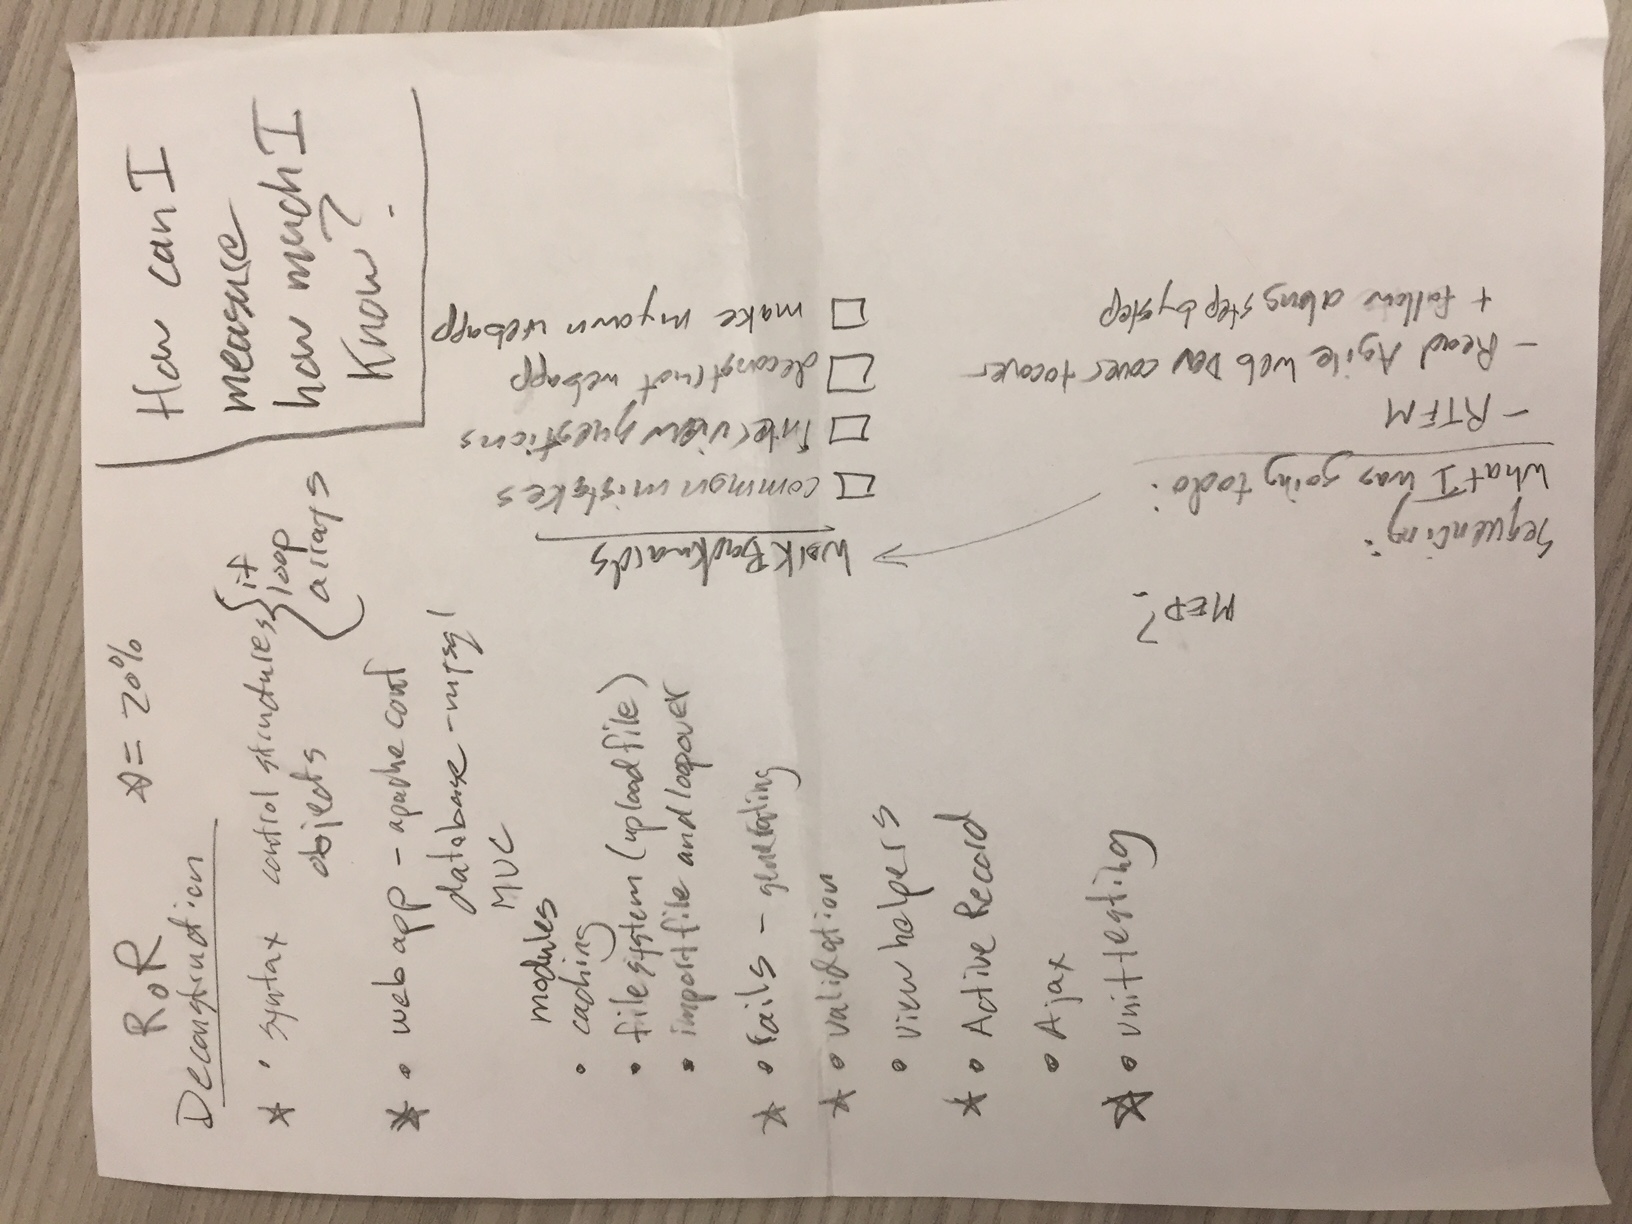 RoR ☆= 20%
Deconstruction
☆ • syntax control structures { if
loop
objects arrays
☆ • web app - apache conf
database - mysql
MVC
modules
• caching
• file system (upload file)
• import file and loop over
☆ • rails - generating
☆ • validation
• view helpers
☆ • Active Record
• Ajax
☆ • unit testing
How can I
measure
how much I
know?
Work Backwards
□ common mistakes
□ Interview questions
□ deconstruct webapp
□ make my own webapp
MED?
Sequencing:
What I was going to do:
- RTFM
- Read Agile Web Dev cover to cover
+ follow along step by step